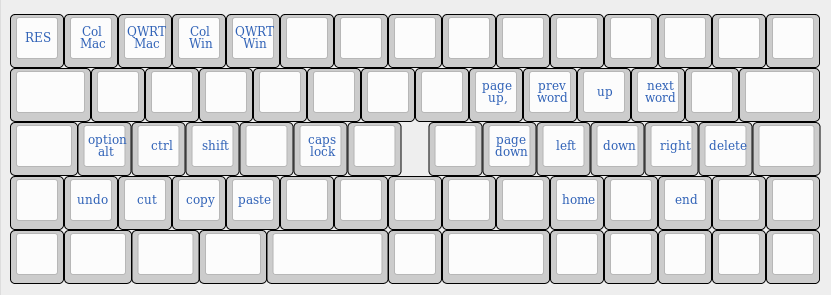 RES
Col
Mac
QWRT
Mac
Col
Win
QWRT
Win
page
up,
prev
word
up
next
word
option
alt
ctrl
shift
caps
lock
page
down
left
down
right
delete
undo
cut
copy
paste
home
end